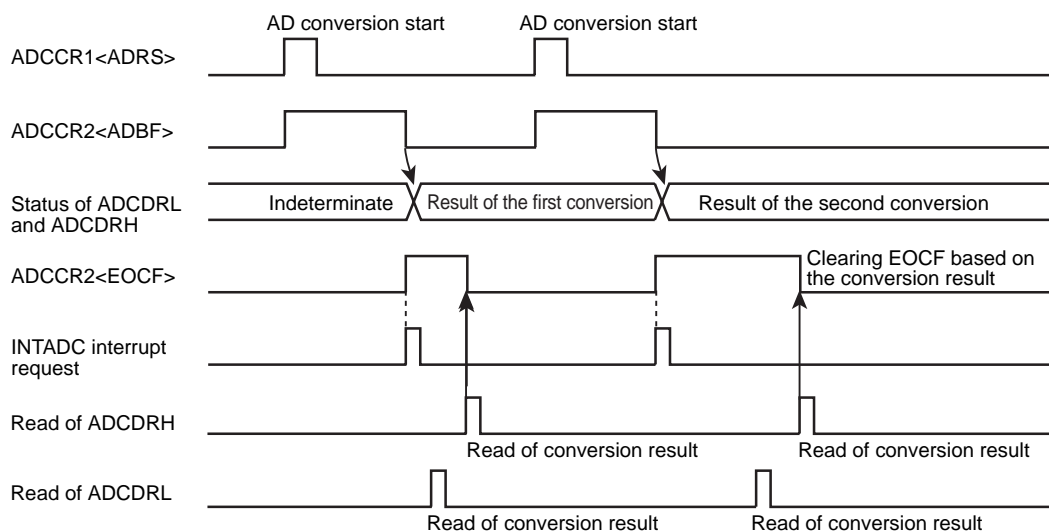 AD conversion start
AD conversion start
ADCCR1<ADRS>
ADCCR2<ADBF>
Status of ADCDRL
and ADCDRH
Indeterminate
Result of the first conversion
Result of the second conversion
ADCCR2<EOCF>
Clearing EOCF based on
the conversion result
INTADC interrupt
request
Read of ADCDRH
Read of conversion result
Read of conversion result
Read of ADCDRL
Read of conversion result
Read of conversion result